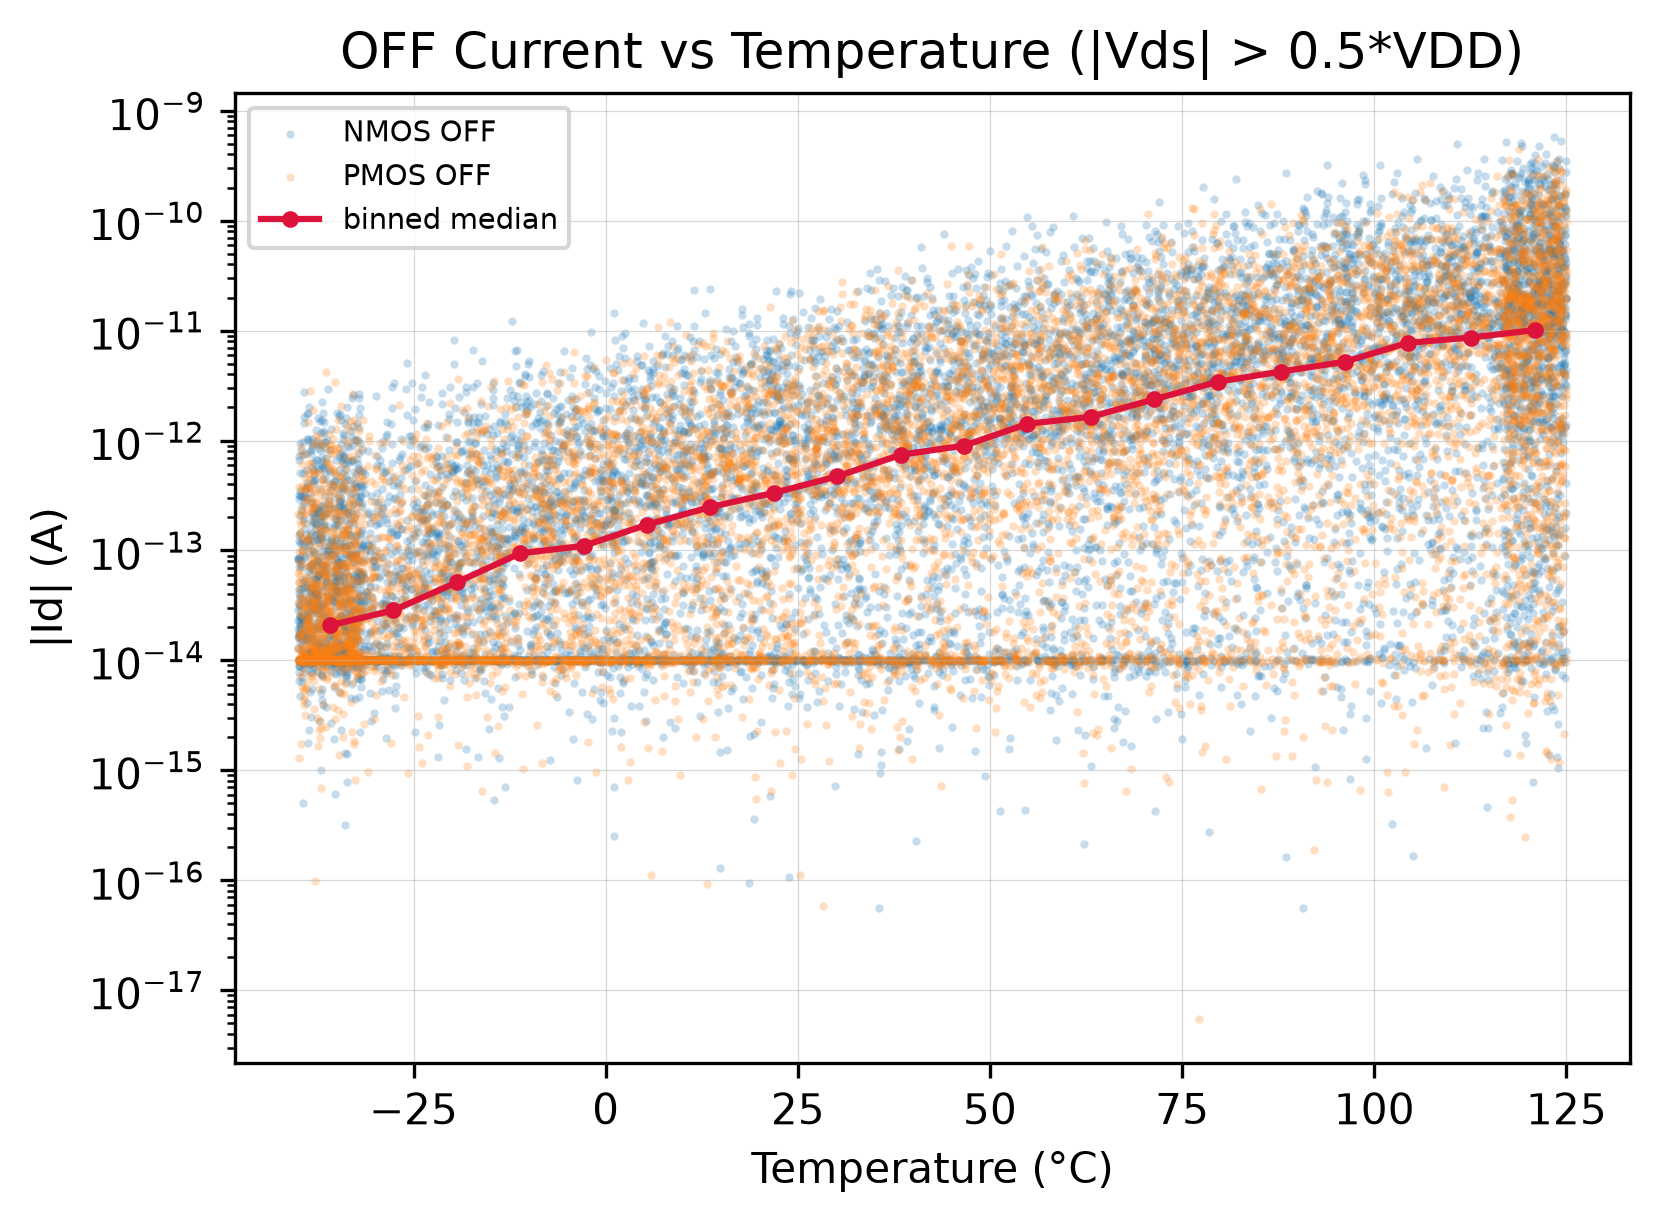 OFF Current vs Temperature (|Vds| > 0.5*VDD)
NMOS OFF
PMOS OFF
binned median
10⁻⁹
10⁻¹⁰
10⁻¹¹
10⁻¹²
10⁻¹³
10⁻¹⁴
10⁻¹⁵
10⁻¹⁶
10⁻¹⁷
|Id| (A)
−25 0 25 50 75 100 125
Temperature (°C)